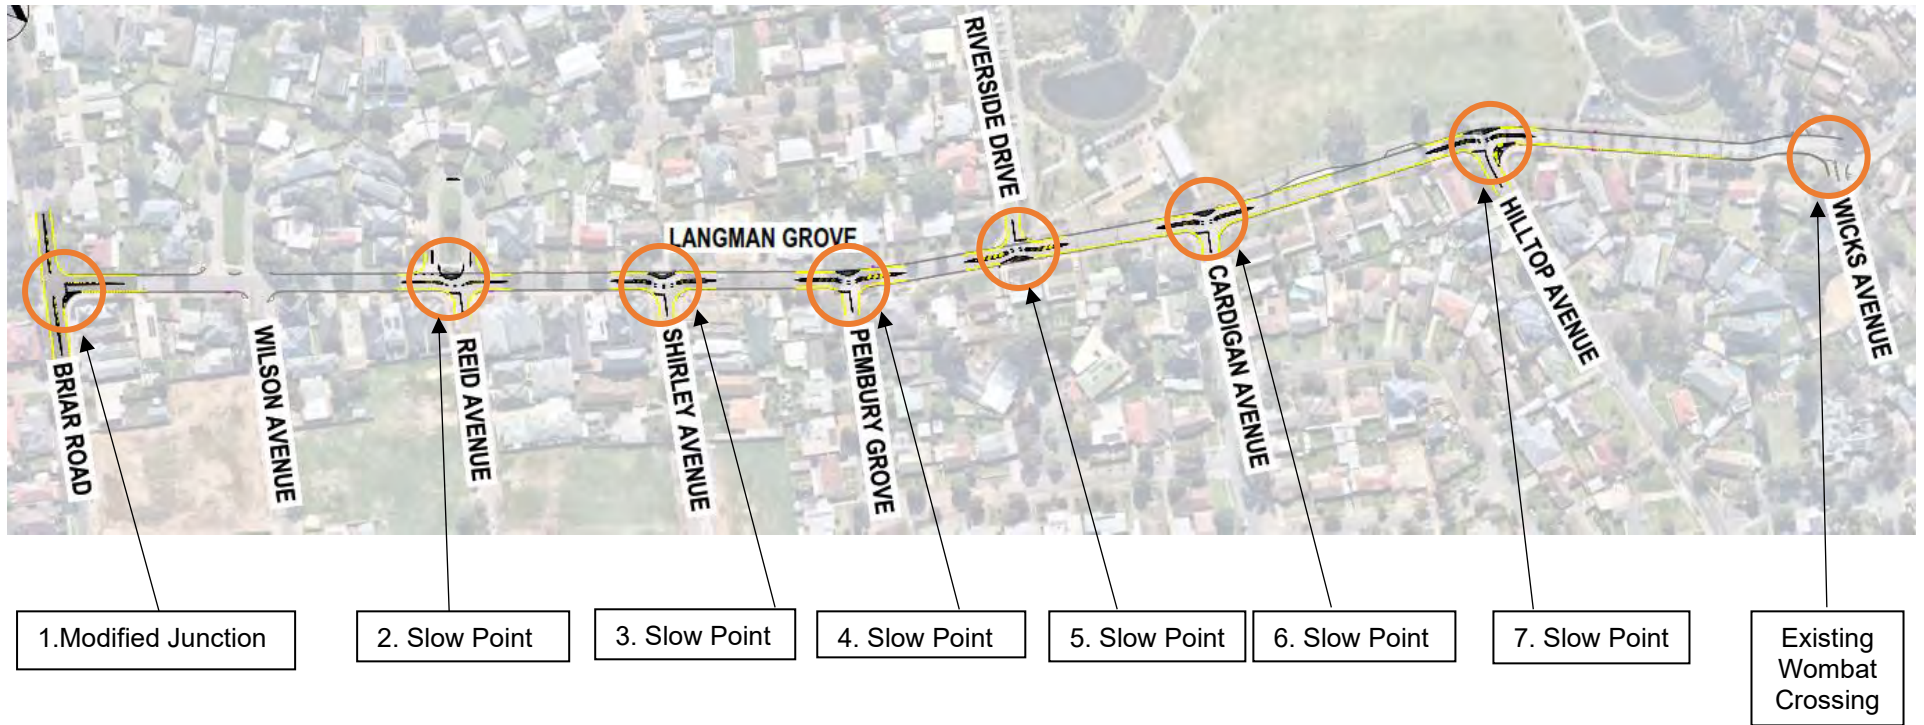 RIVERSIDE DRIVE
LANGMAN GROVE
BRIAR ROAD
WILSON AVENUE
REID AVENUE
SHIRLEY AVENUE
PEMBURY GROVE
CARDIGAN AVENUE
HILLTOP AVENUE
WICKS AVENUE
1.Modified Junction
2. Slow Point
3. Slow Point
4. Slow Point
5. Slow Point
6. Slow Point
7. Slow Point
Existing
Wombat
Crossing